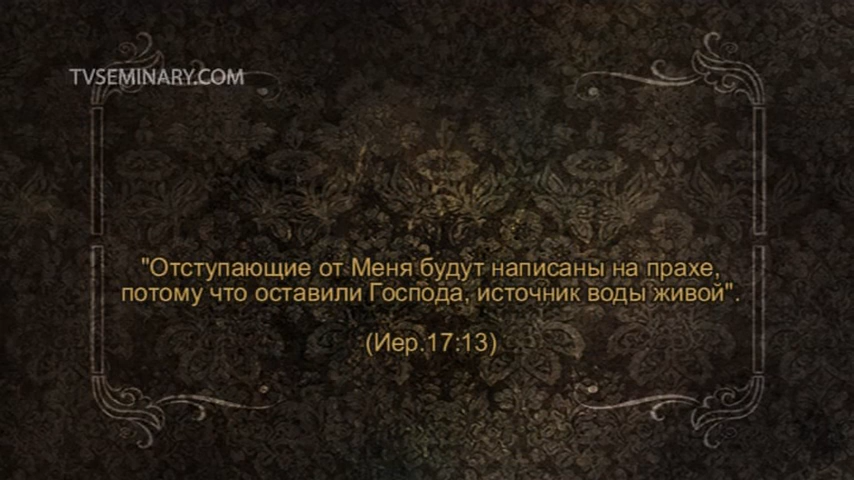 TVSEMINARY.COM
"Отступающие от Меня будут написаны на прахе,
потому что оставили Господа, источник воды живой".
(Иер.17:13)